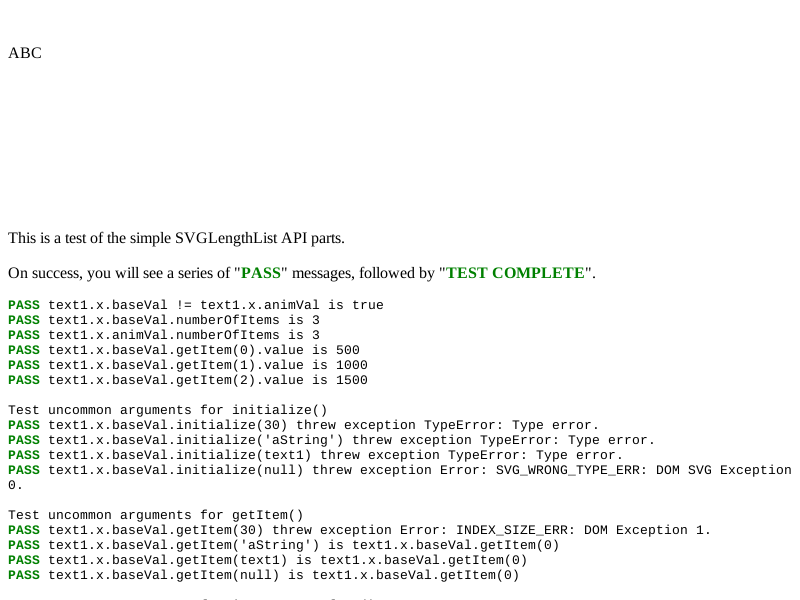 ABC
This is a test of the simple SVGLengthList API parts.
On success, you will see a series of "PASS" messages, followed by "TEST COMPLETE".
PASS text1.x.baseVal != text1.x.animVal is true
PASS text1.x.baseVal.numberOfItems is 3
PASS text1.x.animVal.numberOfItems is 3
PASS text1.x.baseVal.getItem(0).value is 500
PASS text1.x.baseVal.getItem(1).value is 1000
PASS text1.x.baseVal.getItem(2).value is 1500
Test uncommon arguments for initialize()
PASS text1.x.baseVal.initialize(30) threw exception TypeError: Type error.
PASS text1.x.baseVal.initialize('aString') threw exception TypeError: Type error.
PASS text1.x.baseVal.initialize(text1) threw exception TypeError: Type error.
PASS text1.x.baseVal.initialize(null) threw exception Error: SVG_WRONG_TYPE_ERR: DOM SVG Exception
0.
Test uncommon arguments for getItem()
PASS text1.x.baseVal.getItem(30) threw exception Error: INDEX_SIZE_ERR: DOM Exception 1.
PASS text1.x.baseVal.getItem('aString') is text1.x.baseVal.getItem(0)
PASS text1.x.baseVal.getItem(text1) is text1.x.baseVal.getItem(0)
PASS text1.x.baseVal.getItem(null) is text1.x.baseVal.getItem(0)